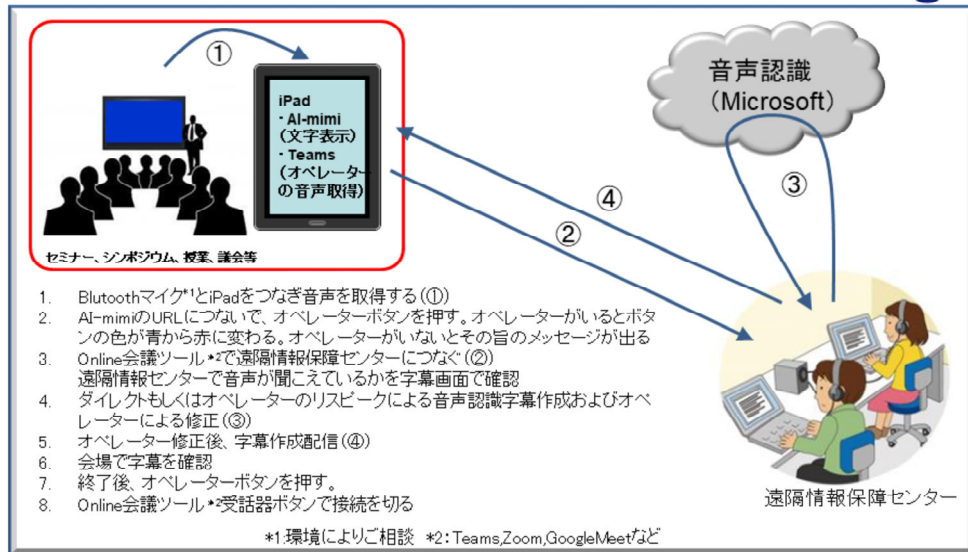 ①
iPad
・AI-mimi
(文字表示)
・Teams
(オペレーター
の音声取得)
音声認識
(Microsoft)
③
④
②
セミナー、シンポジウム、授業、議会等
1. Blutoothマイク*1とiPadをつなぎ音声を取得する(①)
2. AI-mimiのURLにつないで、オペレーターボタンを押す。オペレーターがいるとボタ
ンの色が青から赤に変わる。オペレーターがいないとその旨のメッセージが出る
3. Online会議ツール*2で遠隔情報保障センターにつなぐ(②)
遠隔情報センターで音声が聞こえているかを字幕画面で確認
4. ダイレクトもしくはオペレーターのリスピークによる音声認識字幕作成およびオペ
レーターによる修正(③)
5. オペレーター修正後、字幕作成配信(④)
6. 会場で字幕を確認
7. 終了後、オペレーターボタンを押す。
8. Online会議ツール*2受話器ボタンで接続を切る
遠隔情報保障センター
*1:環境によりご相談 *2:Teams,Zoom,GoogleMeetなど